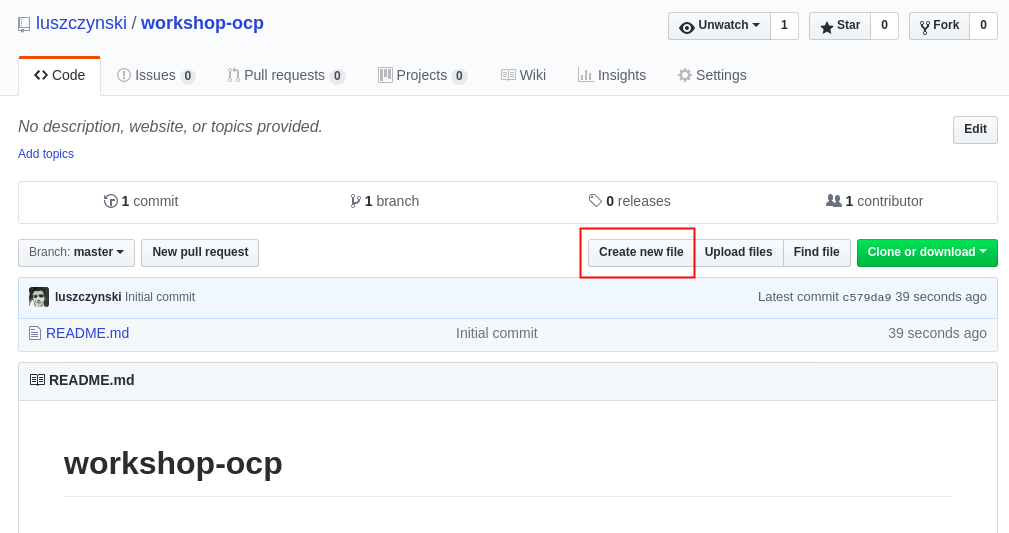 luszczynski / workshop-ocp Unwatch 1 Star 0 Fork 0
Code Issues 0 Pull requests 0 Projects 0 Wiki Insights Settings
No description, website, or topics provided. Edit
Add topics
1 commit 1 branch 0 releases 1 contributor
Branch: master New pull request Create new file Upload files Find file Clone or download
luszczynski Initial commit Latest commit c579da9 39 seconds ago
README.md Initial commit 39 seconds ago
README.md
workshop-ocp